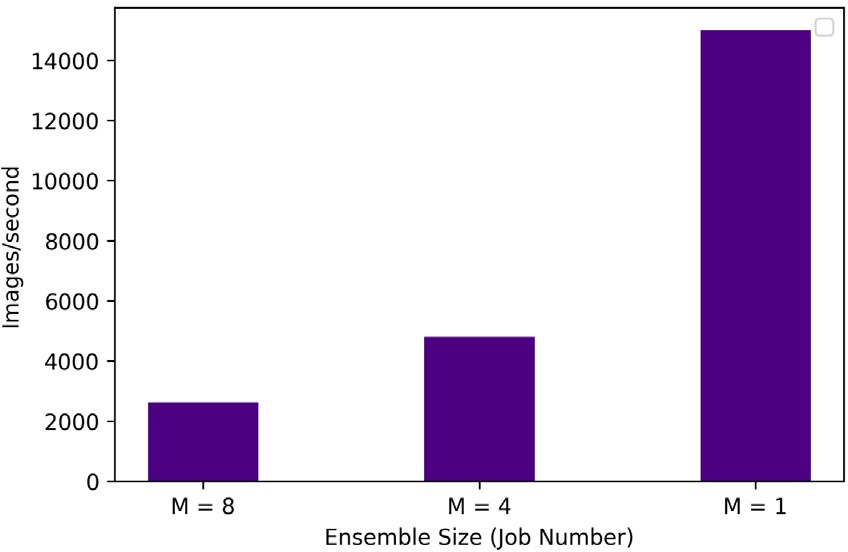 Images/second
14000
12000
10000
8000
6000
4000
2000
0
M = 8 M = 4 M = 1
Ensemble Size (Job Number)